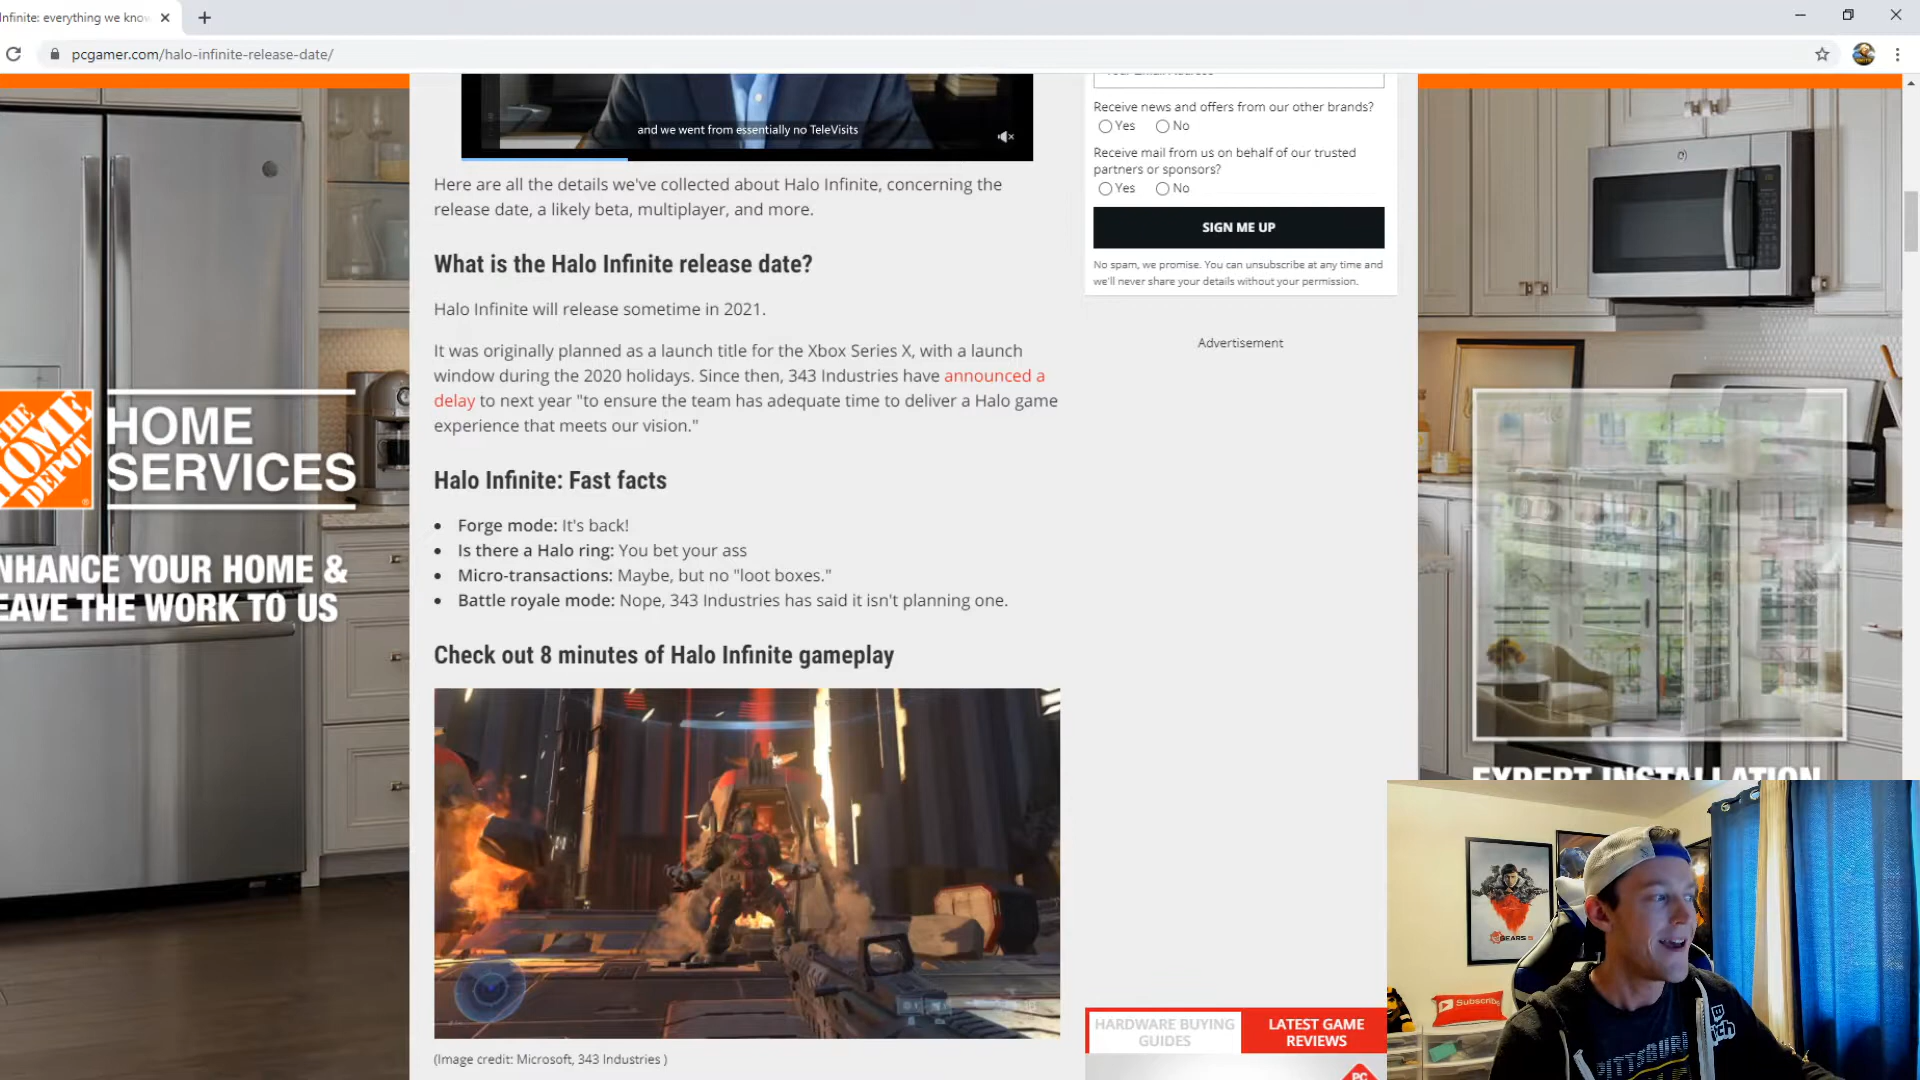 Infinite: everything we know
pcgamer.com/halo-infinite-release-date/
and we went from essentially no TeleVisits
Here are all the details we've collected about Halo Infinite, concerning the
release date, a likely beta, multiplayer, and more.
What is the Halo Infinite release date?
Halo Infinite will release sometime in 2021.
It was originally planned as a launch title for the Xbox Series X, with a launch
window during the 2020 holidays. Since then, 343 Industries have announced a
delay to next year "to ensure the team has adequate time to deliver a Halo game
experience that meets our vision."
Halo Infinite: Fast facts
• Forge mode: It's back!
• Is there a Halo ring: You bet your ass
• Micro-transactions: Maybe, but no "loot boxes."
• Battle royale mode: Nope, 343 Industries has said it isn't planning one.
Check out 8 minutes of Halo Infinite gameplay
(Image credit: Microsoft, 343 Industries )
Receive news and offers from our other brands?
Yes No
Receive mail from us on behalf of our trusted
partners or sponsors?
Yes No
SIGN ME UP
No spam, we promise. You can unsubscribe at any time and
we'll never share your details without your permission.
Advertisement
HARDWARE BUYING
GUIDES
LATEST GAME
REVIEWS
PC
THE
HOME
DEPOT
HOME
SERVICES
NHANCE YOUR HOME &
EAVE THE WORK TO US
EXPERT INSTALLATION
GEARS 5
Subscribe
PITTSBURGH